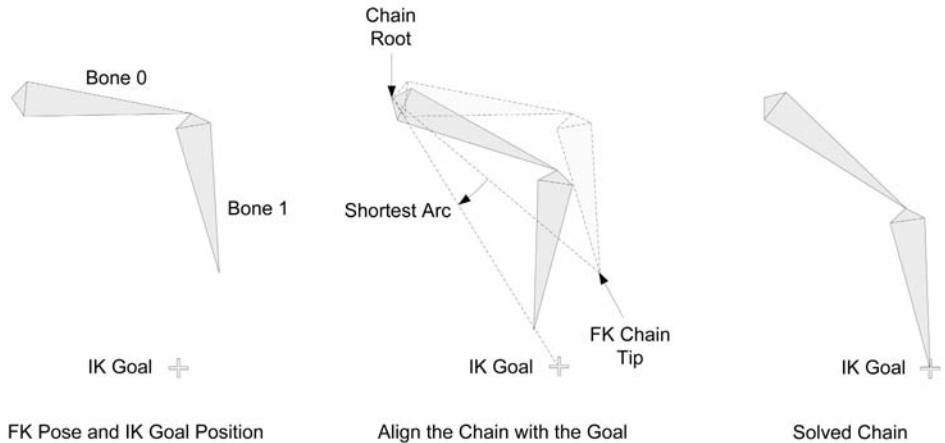 Chain
Root
Bone 0
Bone 1
Shortest Arc
FK Chain
Tip
IK Goal
IK Goal
IK Goal
FK Pose and IK Goal Position
Align the Chain with the Goal
Solved Chain